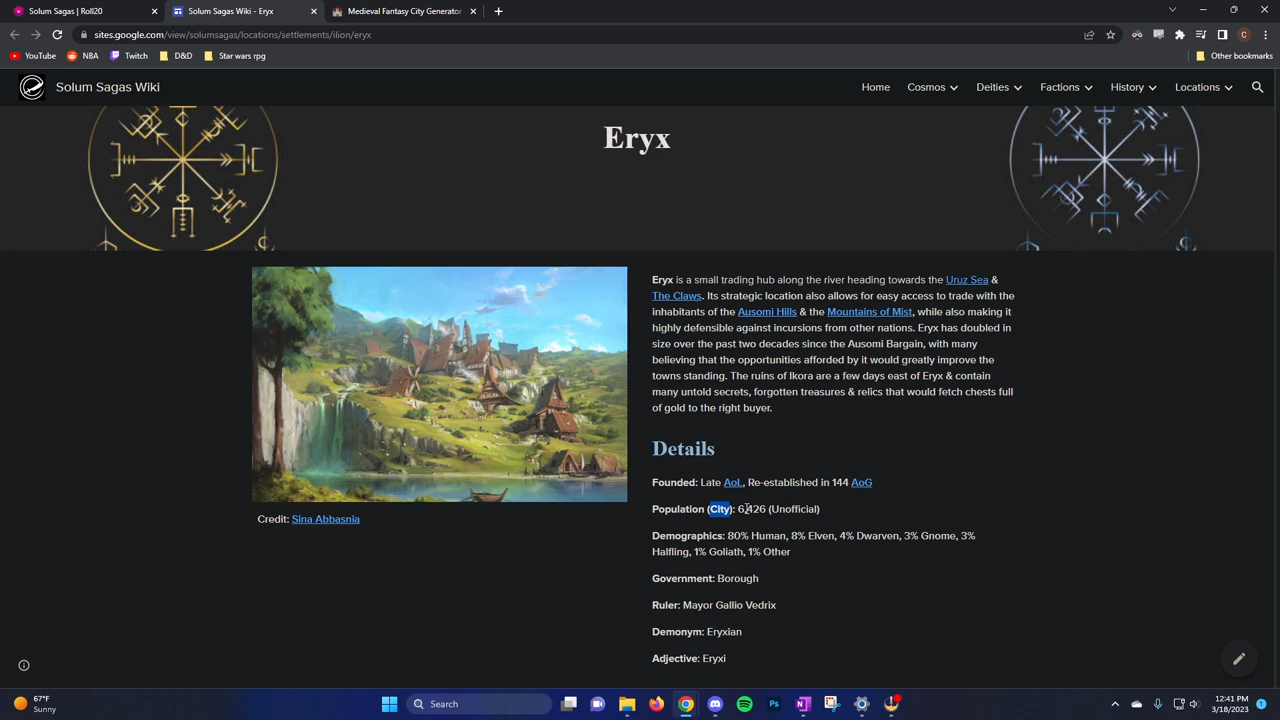 Solum Sagas | Roll20
Solum Sagas Wiki - Eryx
Medieval Fantasy City Generator
sites.google.com/view/solumsagas/locations/settlements/ilion/eryx
C
YouTube
NBA
Twitch
D&D
Star wars rpg
Other bookmarks
Solum Sagas Wiki
Home
Cosmos
Deities
Factions
History
Locations
Eryx
Eryx is a small trading hub along the river heading towards the Uruz Sea &
The Claws. Its strategic location also allows for easy access to trade with the
inhabitants of the Ausomi Hills & the Mountains of Mist, while also making it
highly defensible against incursions from other nations. Eryx has doubled in
size over the past two decades since the Ausomi Bargain, with many
believing that the opportunities afforded by it would greatly improve the
towns standing. The ruins of Ikora are a few days east of Eryx & contain
many untold secrets, forgotten treasures & relics that would fetch chests full
of gold to the right buyer.
Credit: Sina Abbasnia
Details
Founded: Late AoL, Re-established in 144 AoG
Population (City): 6,426 (Unofficial)
Demographics: 80% Human, 8% Elven, 4% Dwarven, 3% Gnome, 3%
Halfling, 1% Goliath, 1% Other
Government: Borough
Ruler: Mayor Gallio Vedrix
Demonym: Eryxian
Adjective: Eryxi
67°F
Sunny
Search
12:41 PM
3/18/2023